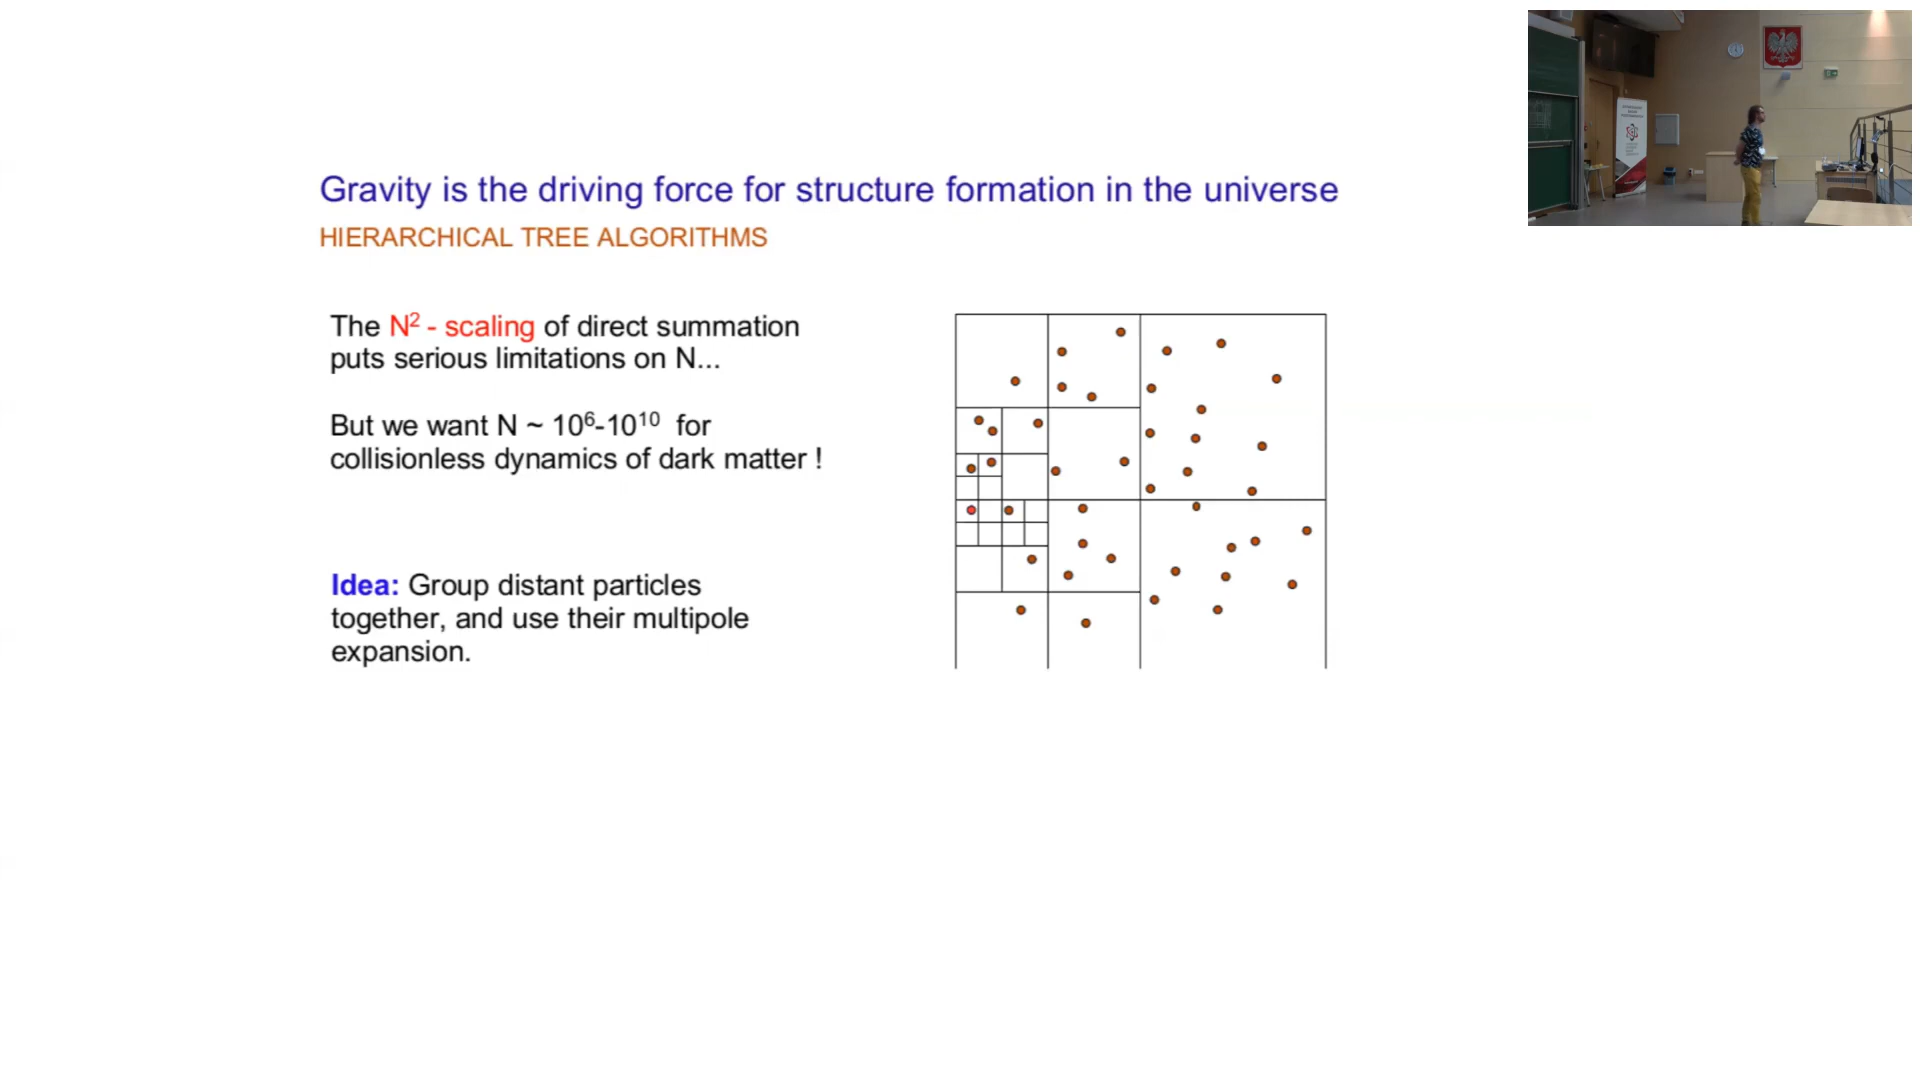 Gravity is the driving force for structure formation in the universe
HIERARCHICAL TREE ALGORITHMS
The N² - scaling of direct summation
puts serious limitations on N...
But we want N ~ 10⁶-10¹⁰ for
collisionless dynamics of dark matter !
Idea: Group distant particles
together, and use their multipole
expansion.